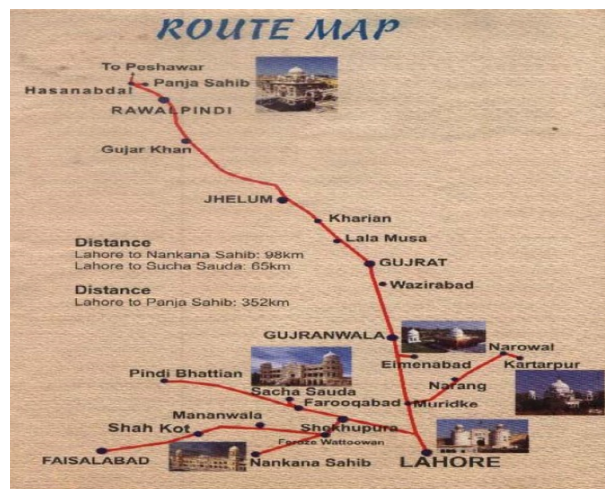 ROUTE MAP
To Peshawar
Panja Sahib
Hasanabdal
RAWALPINDI
Gujar Khan
JHELUM
Kharian
Lala Musa
Distance
Lahore to Nankana Sahib: 98km
Lahore to Sucha Sauda: 65km
GUJRAT
Wazirabad
Distance
Lahore to Panja Sahib: 352km
GUJRANWALA
Narowal
Eimenabad
Kartarpur
Pindi Bhattian
Narang
Sacha Sauda
Farooqabad
Muridke
Mananwala
Shah Kot
Shekhupura
Feroze Wattoowan
FAISALABAD
Nankana Sahib
LAHORE